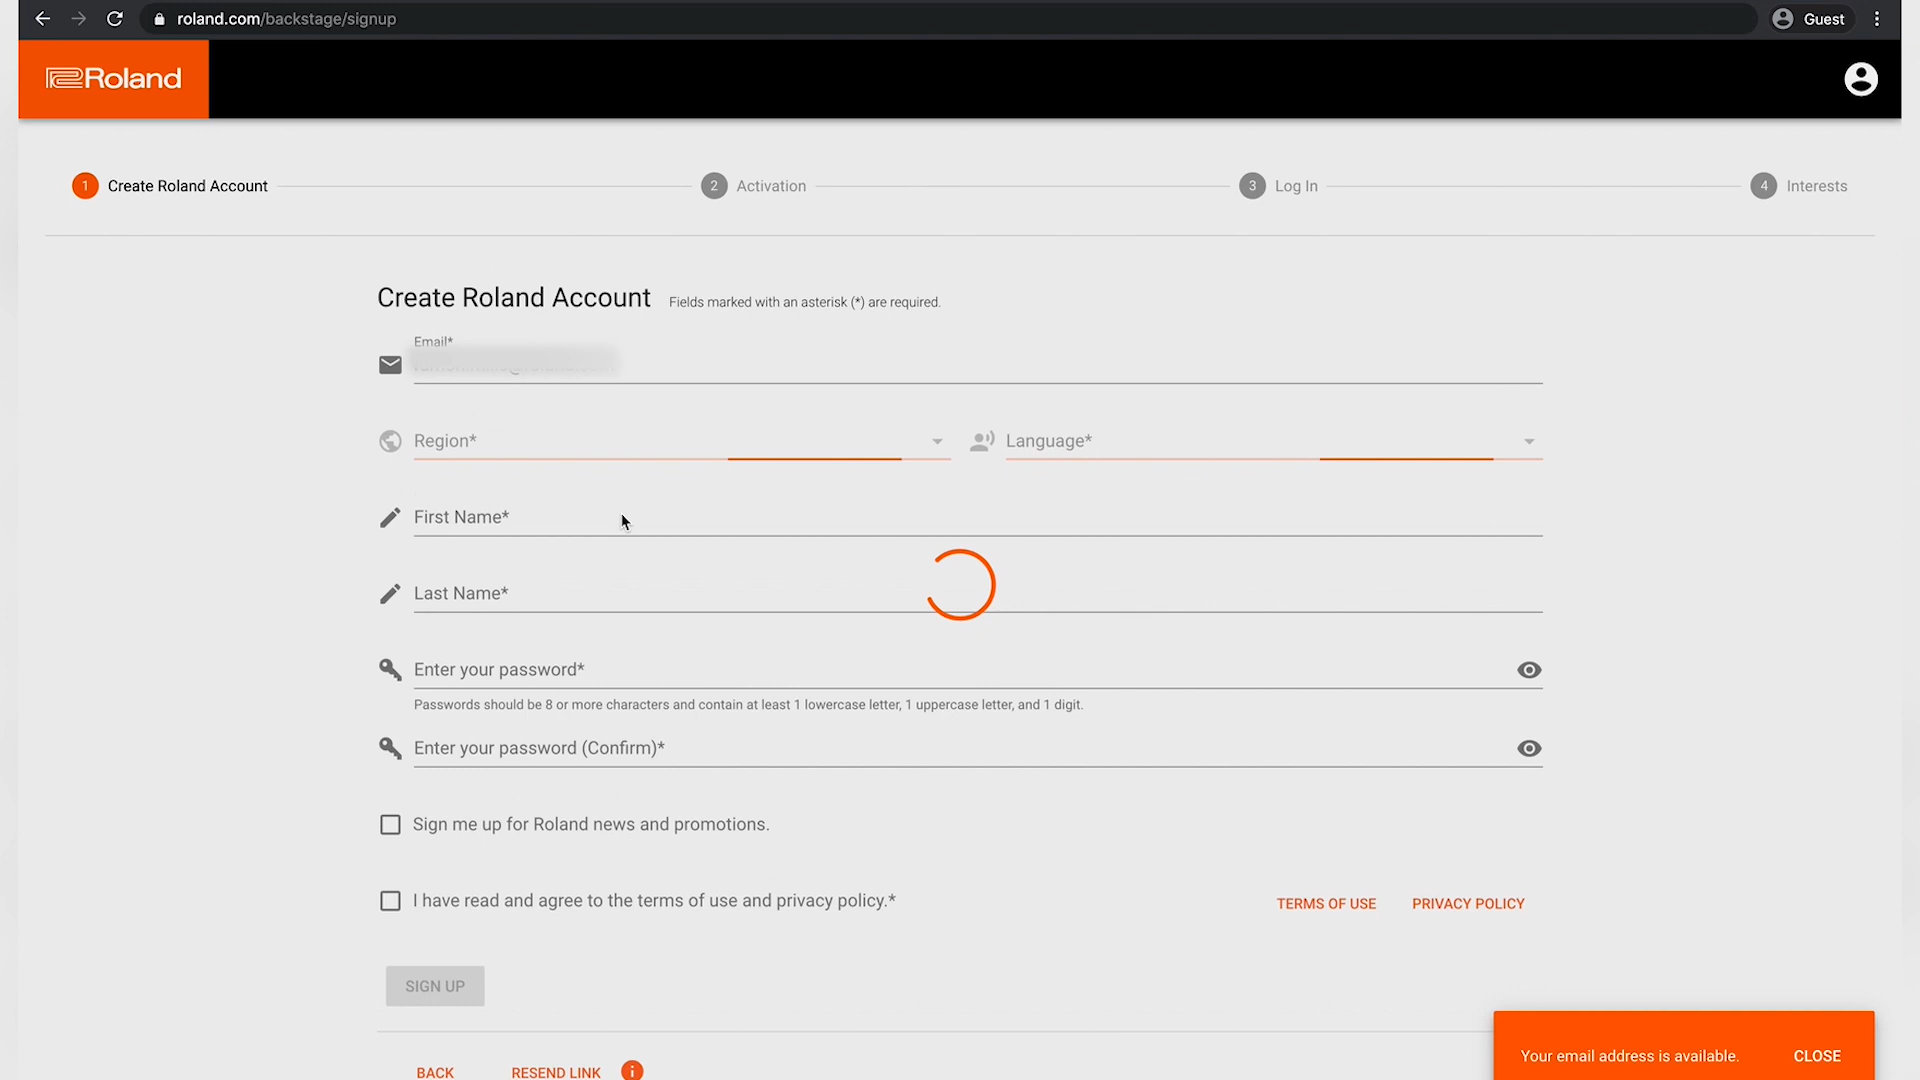 roland.com/backstage/signup
Guest
Roland
1 Create Roland Account
2 Activation
3 Log In
4 Interests
Create Roland Account Fields marked with an asterisk (*) are required.
Email*
Region*
Language*
First Name*
Last Name*
Enter your password*
Passwords should be 8 or more characters and contain at least 1 lowercase letter, 1 uppercase letter, and 1 digit.
Enter your password (Confirm)*
Sign me up for Roland news and promotions.
I have read and agree to the terms of use and privacy policy.*
TERMS OF USE
PRIVACY POLICY
SIGN UP
Your email address is available. CLOSE
BACK
RESEND LINK